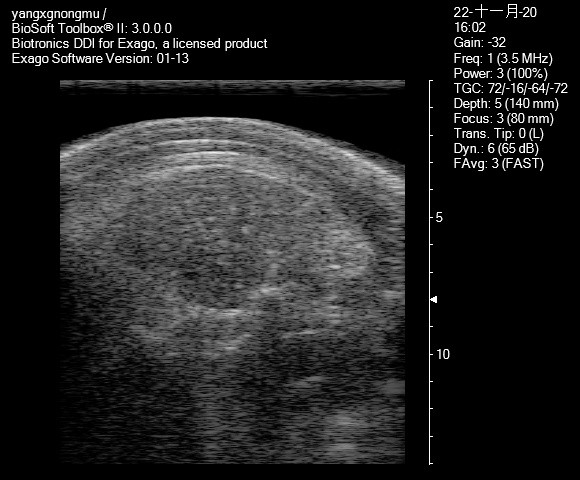 yangxgnongmu /
BioSoft Toolbox® II: 3.0.0.0
Biotronics DDI for Exago, a licensed product
Exago Software Version: 01-13
22-十一月-20
16:02
Gain: -32
Freq: 1 (3.5 MHz)
Power: 3 (100%)
TGC: 72/-16/-64/-72
Depth: 5 (140 mm)
Focus: 3 (80 mm)
Trans. Tip: 0 (L)
Dyn.: 6 (65 dB)
FAvg: 3 (FAST)
5
10